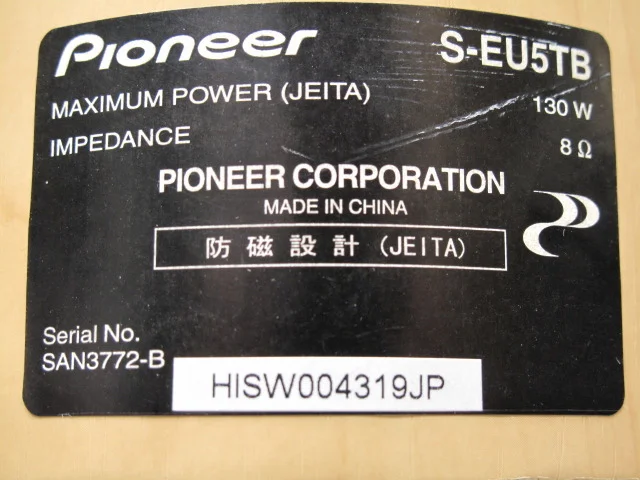 Pioneer
S-EU5TB
MAXIMUM POWER (JEITA) 130 W
IMPEDANCE 8 Ω
PIONEER CORPORATION
MADE IN CHINA
防磁設計 (JEITA)
Serial No.
SAN3772-B
HISW004319JP